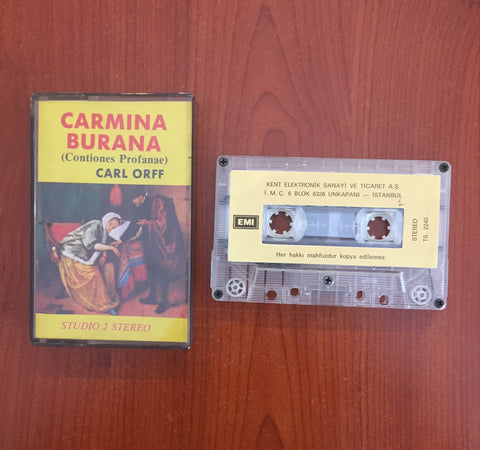 CARMINA
BURANA
(Contiones Profanae)
CARL ORFF
STUDIO 2 STEREO
KENT ELEKTRONİK SANAYİ VE TİCARET A.S.
İ. M. Ç. 6 BLOK 6328 UNKAPANI — İSTANBUL
EMI
STEREO
TS. 2240
Her hakkı mahfuzdur kopya edilemez.